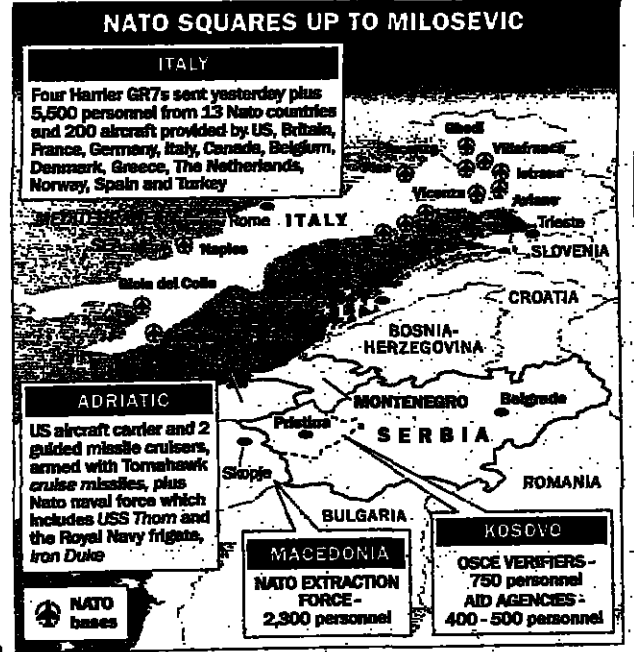 NATO SQUARES UP TO MILOSEVIC
ITALY
Four Harrier GR7s sent yesterday plus
5,500 personnel from 13 Nato countries
and 200 aircraft provided by US, Britain,
France, Germany, Italy, Canada, Belgium,
Denmark, Greece, The Netherlands,
Norway, Spain and Turkey
Ghedi
Villafranca
Istrana
Vicenza
Aviano
Trieste
Rome
ITALY
SLOVENIA
Naples
Gioia del Colle
CROATIA
BOSNIA-
HERZEGOVINA
ADRIATIC
US aircraft carrier and 2
guided missile cruisers,
armed with Tomahawk
cruise missiles, plus
Nato naval force which
includes USS Thorn and
the Royal Navy frigate,
Iron Duke
MONTENEGRO
Belgrade
Pristina
SERBIA
Skopje
ROMANIA
BULGARIA
MACEDONIA
NATO EXTRACTION
FORCE -
2,300 personnel
KOSOVO
OSCE VERIFIERS -
750 personnel
AID AGENCIES -
400 - 500 personnel
NATO
bases